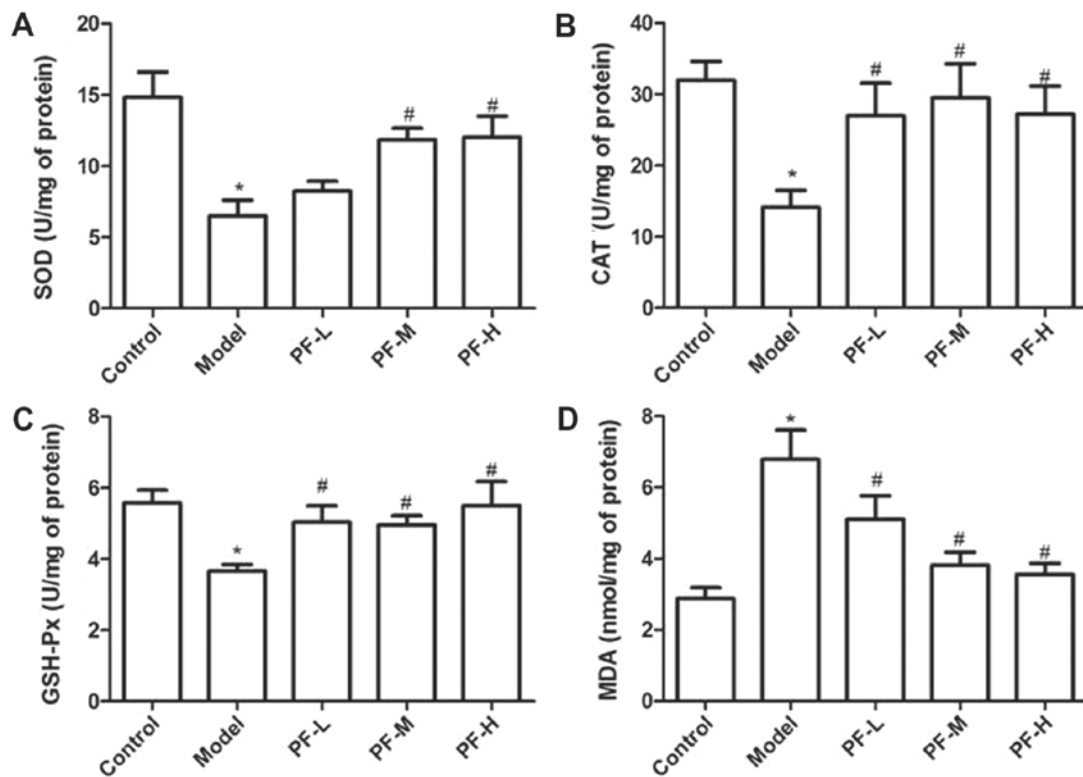 A
SOD (U/mg of protein)
20
15
10
5
0
*
#
#
Control
Model
PF-L
PF-M
PF-H
B
CAT (U/mg of protein)
40
30
20
10
0
*
#
#
#
Control
Model
PF-L
PF-M
PF-H
C
GSH-Px (U/mg of protein)
8
6
4
2
0
*
#
#
#
Control
Model
PF-L
PF-M
PF-H
D
MDA (nmol/mg of protein)
8
6
4
2
0
*
#
#
#
Control
Model
PF-L
PF-M
PF-H